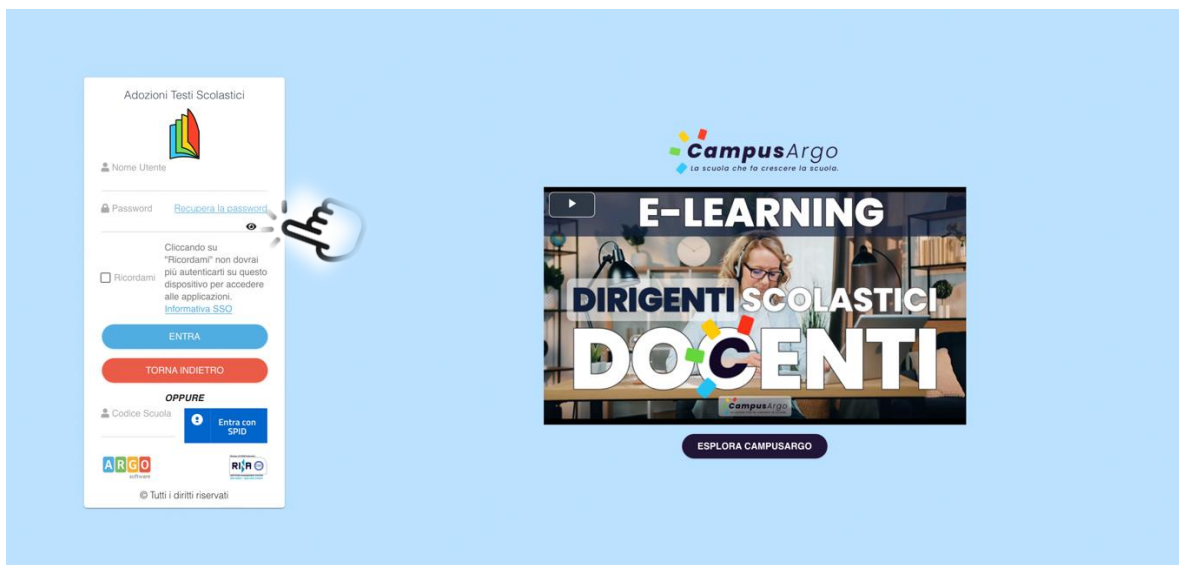 Adozioni Testi Scolastici
Nome Utente
Password
Recupera la password
Cliccando su
"Ricordami" non dovrai
più autenticarti su questo
Ricordami
dispositivo per accedere
alle applicazioni.
Informativa SSO
ENTRA
TORNA INDIETRO
OPPURE
Codice Scuola
Entra con
SPID
ARGO
software
RINA
© Tutti i diritti riservati
CampusArgo
La scuola che fa crescere la scuola.
E-LEARNING
DIRIGENTI SCOLASTICI
DOCENTI
CampusArgo
ESPLORA CAMPUSARGO